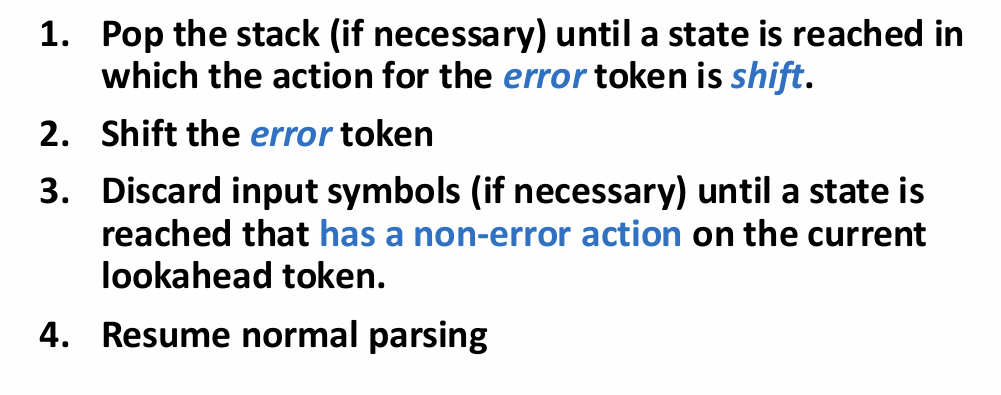 1. Pop the stack (if necessary) until a state is reached in
which the action for the error token is shift.
2. Shift the error token
3. Discard input symbols (if necessary) until a state is
reached that has a non-error action on the current
lookahead token.
4. Resume normal parsing